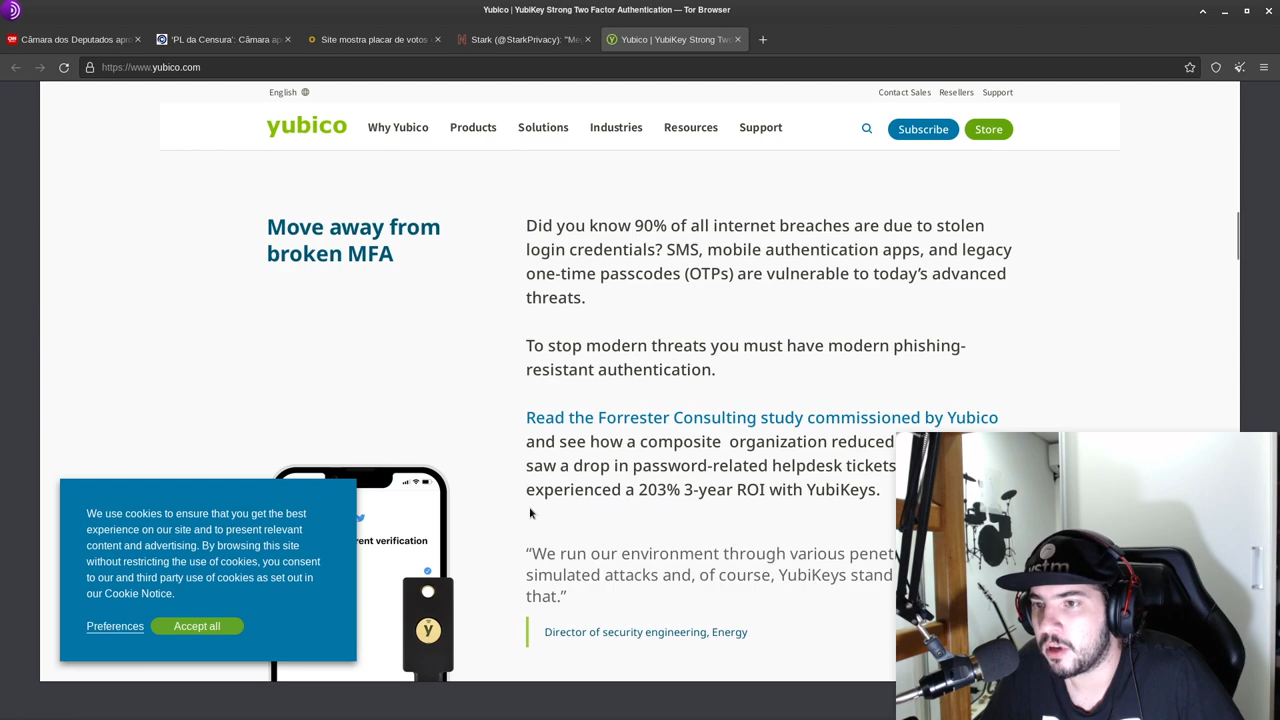 Yubico | YubiKey Strong Two Factor Authentication — Tor Browser
Câmara dos Deputados apro
'PL da Censura': Câmara ap
Site mostra placar de votos
Stark (@StarkPrivacy): "Me
Yubico | YubiKey Strong Tw
https://www.yubico.com
English
Contact Sales Resellers Support
yubico Why Yubico Products Solutions Industries Resources Support Subscribe Store
Move away from
broken MFA
Did you know 90% of all internet breaches are due to stolen
login credentials? SMS, mobile authentication apps, and legacy
one-time passcodes (OTPs) are vulnerable to today's advanced
threats.
To stop modern threats you must have modern phishing-
resistant authentication.
Read the Forrester Consulting study commissioned by Yubico
and see how a composite organization reduced
saw a drop in password-related helpdesk tickets
experienced a 203% 3-year ROI with YubiKeys.
“We run our environment through various penet
simulated attacks and, of course, YubiKeys stand
that.”
Director of security engineering, Energy
rent verification
y
We use cookies to ensure that you get the best
experience on our site and to present relevant
content and advertising. By browsing this site
without restricting the use of cookies, you consent
to our and third party use of cookies as set out in
our Cookie Notice.
Preferences Accept all